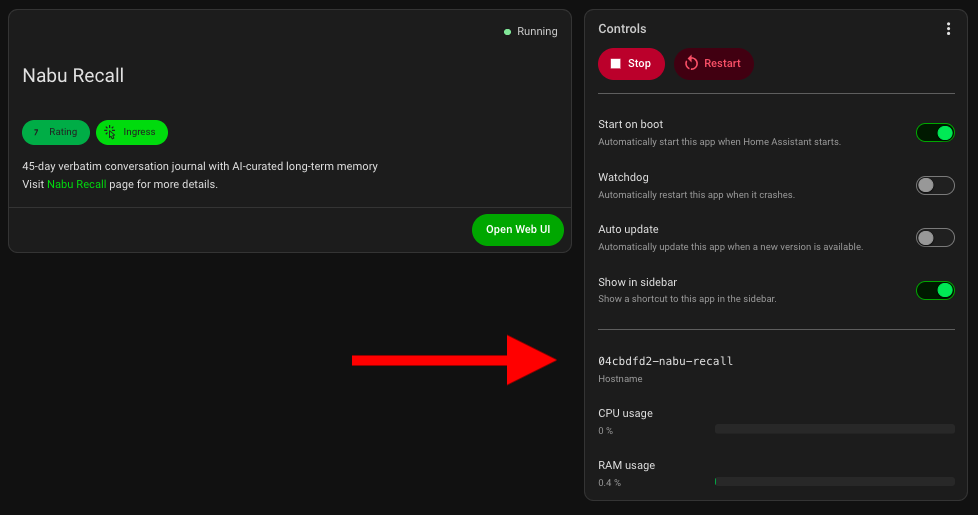 Running
Nabu Recall
7 Rating
Ingress
45-day verbatim conversation journal with AI-curated long-term memory
Visit Nabu Recall page for more details.
Open Web UI
Controls
Stop
Restart
Start on boot
Automatically start this app when Home Assistant starts.
Watchdog
Automatically restart this app when it crashes.
Auto update
Automatically update this app when a new version is available.
Show in sidebar
Show a shortcut to this app in the sidebar.
04cbdfd2-nabu-recall
Hostname
CPU usage
0 %
RAM usage
0.4 %